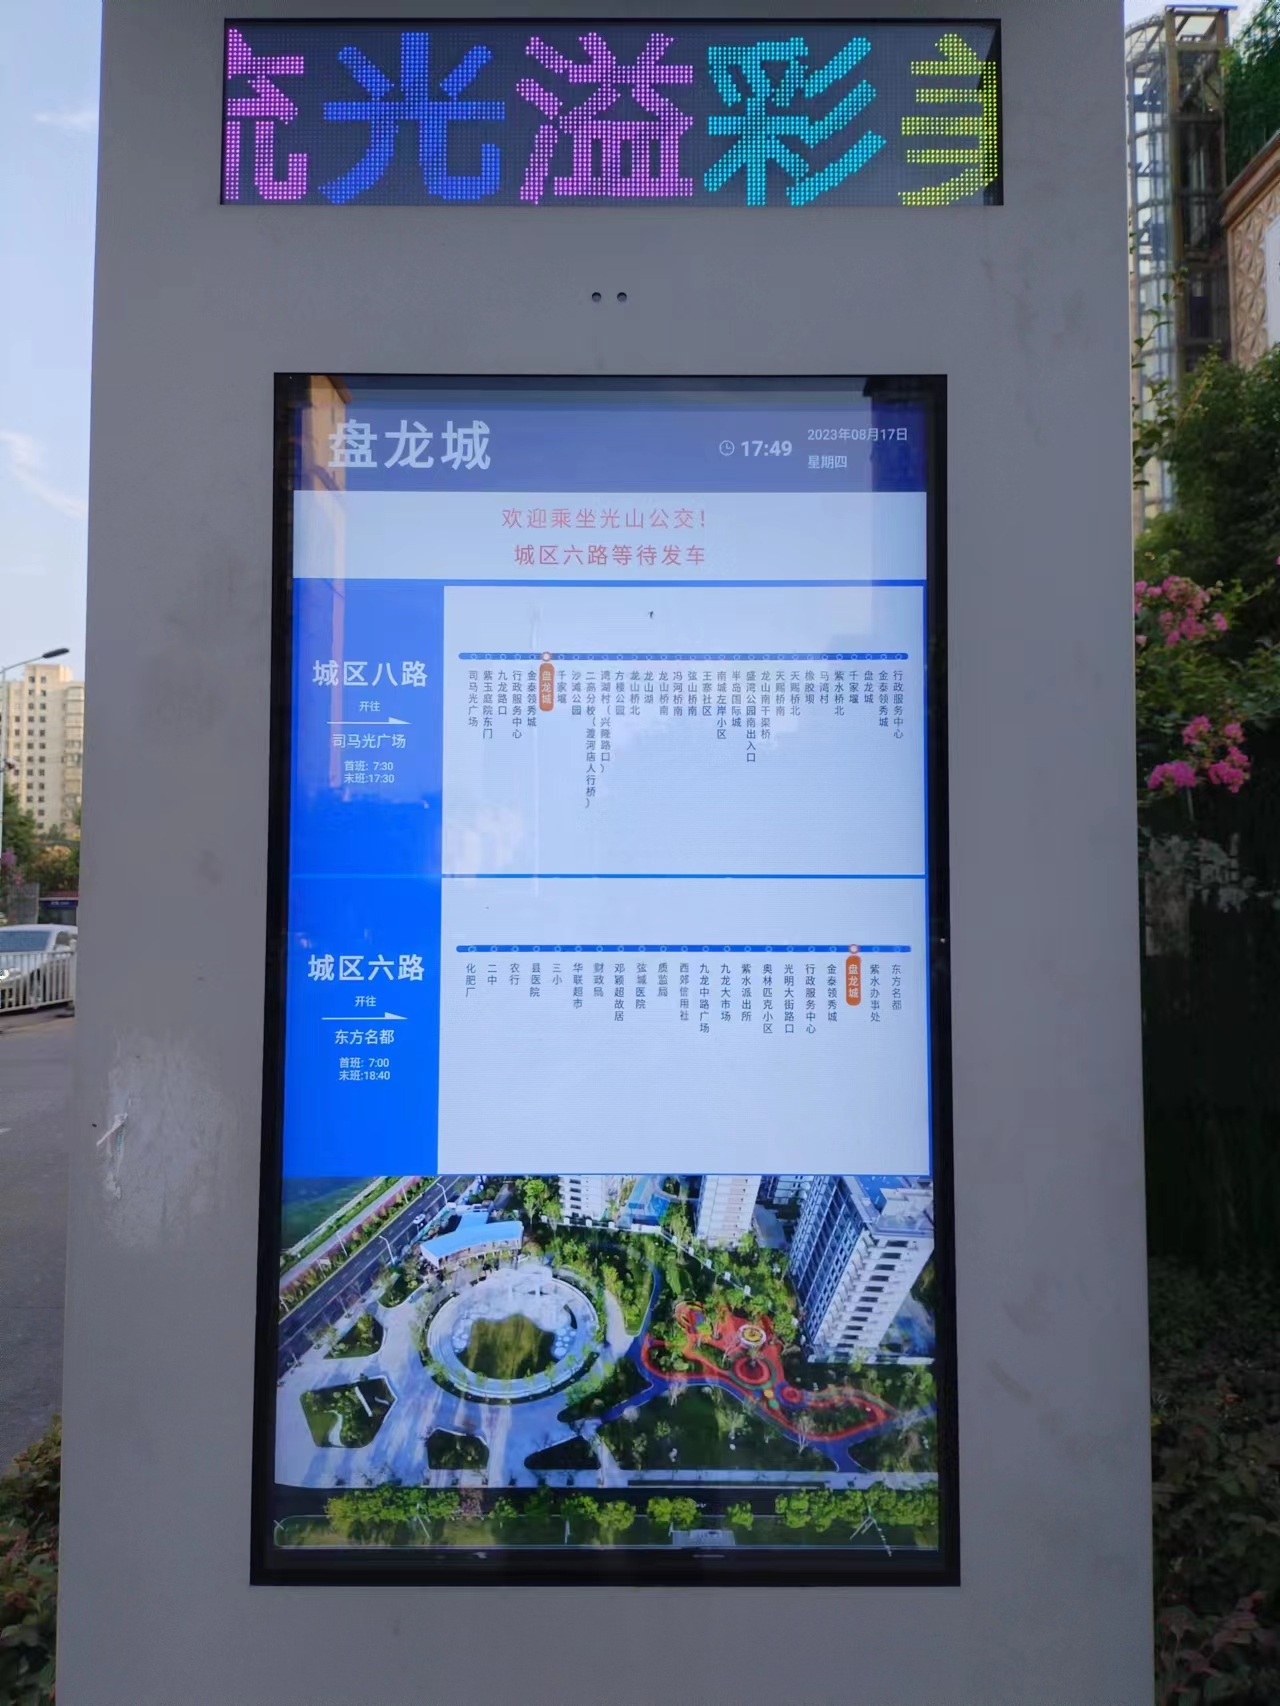 光溢彩
盘龙城
17:49
2023年08月17日
星期四
欢迎乘坐光山公交！
城区六路等待发车
城区八路
开往
司马光广场
首班: 7:30
末班:17:30
司马光广场
紫玉庭院东门
九龙路口
行政服务中心
金泰领秀城
盘龙城
千家堰
沙滩公园
二高分校（渡河店人行桥）
湾湖村（兴隆路口）
方楼公园
龙山桥北
龙山湖
龙山桥南
冯河桥南
弦山桥南
王寨社区
南城左岸小区
半岛国际城
盛湾公园南出入口
龙山南干渠桥
天赐桥南
天赐桥北
橡胶坝
马湾村
紫水桥北
千家堰
盘龙城
金泰领秀城
行政服务中心
城区六路
开往
东方名都
首班: 7:00
末班:18:40
化肥厂
二中
农行
县医院
三小
华联超市
财政局
邓颖超故居
弦城医院
质监局
西郊信用社
九龙中路广场
九龙大市场
紫水派出所
奥林匹克小区
光明大街路口
行政服务中心
金泰领秀城
盘龙城
紫水办事处
东方名都